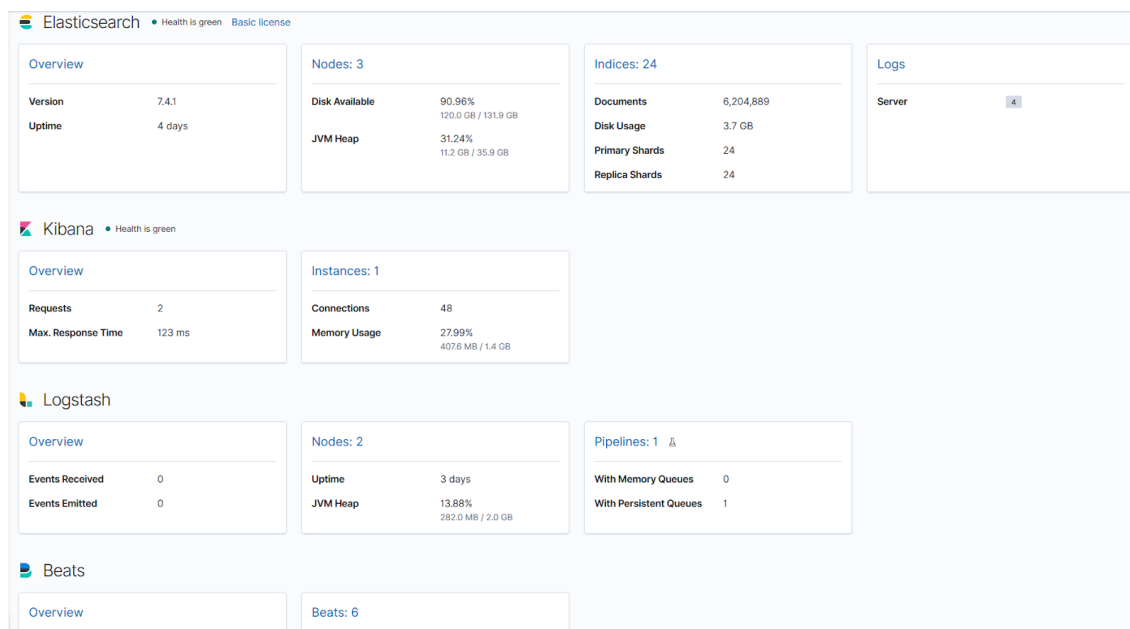 Elasticsearch Health is green Basic license
Overview
Version 7.4.1
Uptime 4 days
Nodes: 3
Disk Available 90.96%
120.0 GB / 131.9 GB
JVM Heap 31.24%
11.2 GB / 35.9 GB
Indices: 24
Documents 6,204,889
Disk Usage 3.7 GB
Primary Shards 24
Replica Shards 24
Logs
Server 4
Kibana Health is green
Overview
Requests 2
Max. Response Time 123 ms
Instances: 1
Connections 48
Memory Usage 27.99%
407.6 MB / 1.4 GB
Logstash
Overview
Events Received 0
Events Emitted 0
Nodes: 2
Uptime 3 days
JVM Heap 13.88%
282.0 MB / 2.0 GB
Pipelines: 1
With Memory Queues 0
With Persistent Queues 1
Beats
Overview
Beats: 6